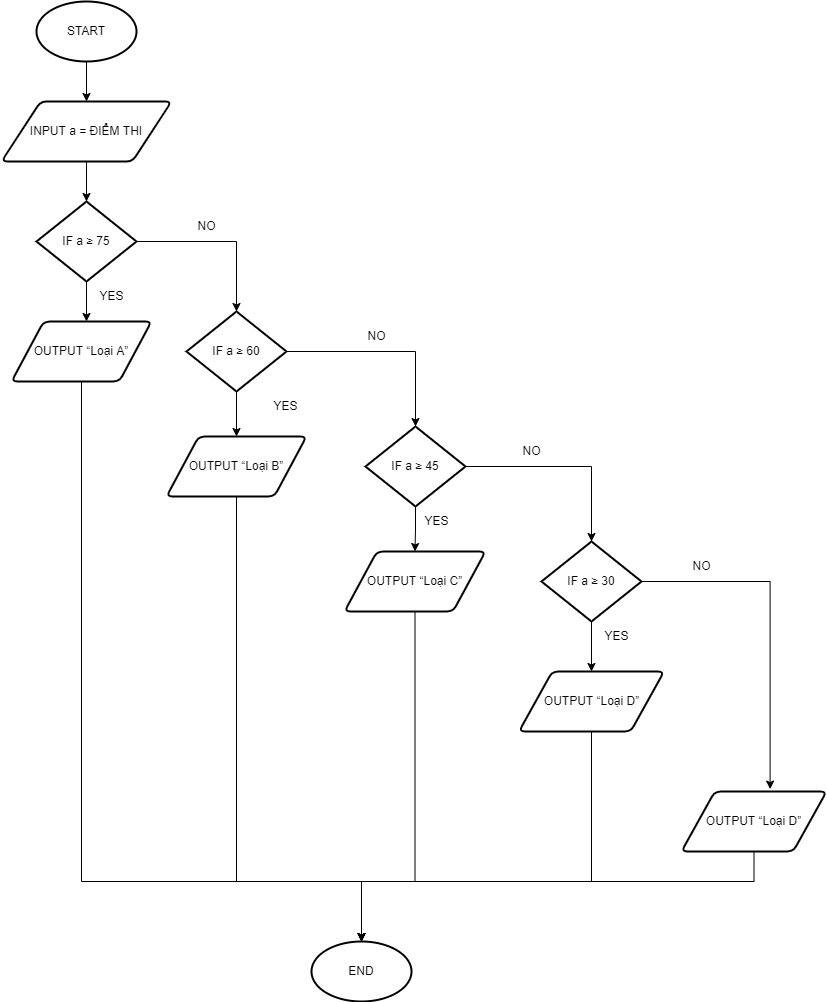 START
INPUT a = ĐIỂM THI
IF a ≥ 75
NO
YES
OUTPUT “Loại A”
IF a ≥ 60
NO
YES
OUTPUT “Loại B”
IF a ≥ 45
NO
YES
OUTPUT “Loại C”
IF a ≥ 30
NO
YES
OUTPUT “Loại D”
OUTPUT “Loại D”
END